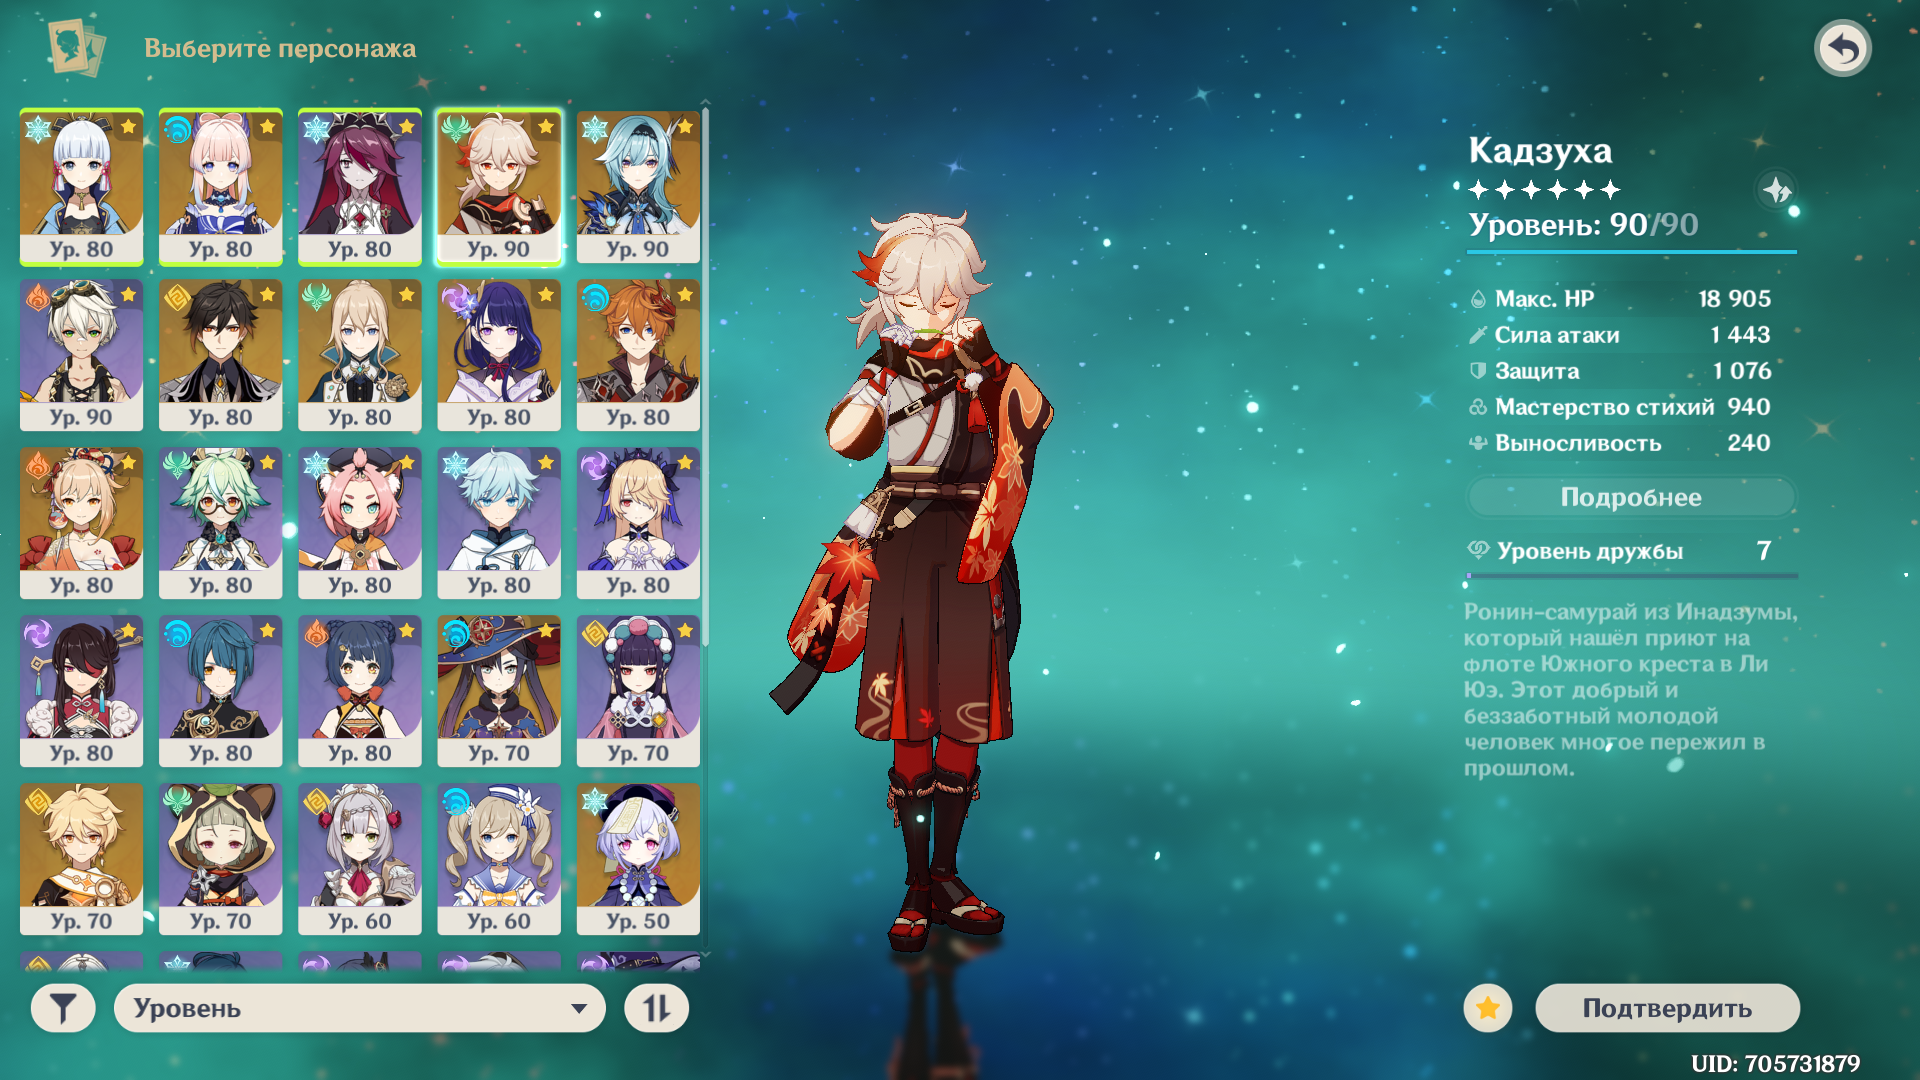 Выберите персонажа
Ур. 80
Ур. 80
Ур. 80
Ур. 90
Ур. 90
Ур. 90
Ур. 80
Ур. 80
Ур. 80
Ур. 80
Ур. 80
Ур. 80
Ур. 80
Ур. 80
Ур. 80
Ур. 80
Ур. 80
Ур. 80
Ур. 70
Ур. 70
Ур. 70
Ур. 70
Ур. 60
Ур. 60
Ур. 50
Уровень
Кадзуха
Уровень: 90/90
Макс. HP 18 905
Сила атаки 1 443
Защита 1 076
Мастерство стихий 940
Выносливость 240
Подробнее
Уровень дружбы 7
Ронин-самурай из Инадзумы,
который нашёл приют на
флоте Южного креста в Ли
Юэ. Этот добрый и
беззаботный молодой
человек многое пережил в
прошлом.
Подтвердить
UID: 705731879